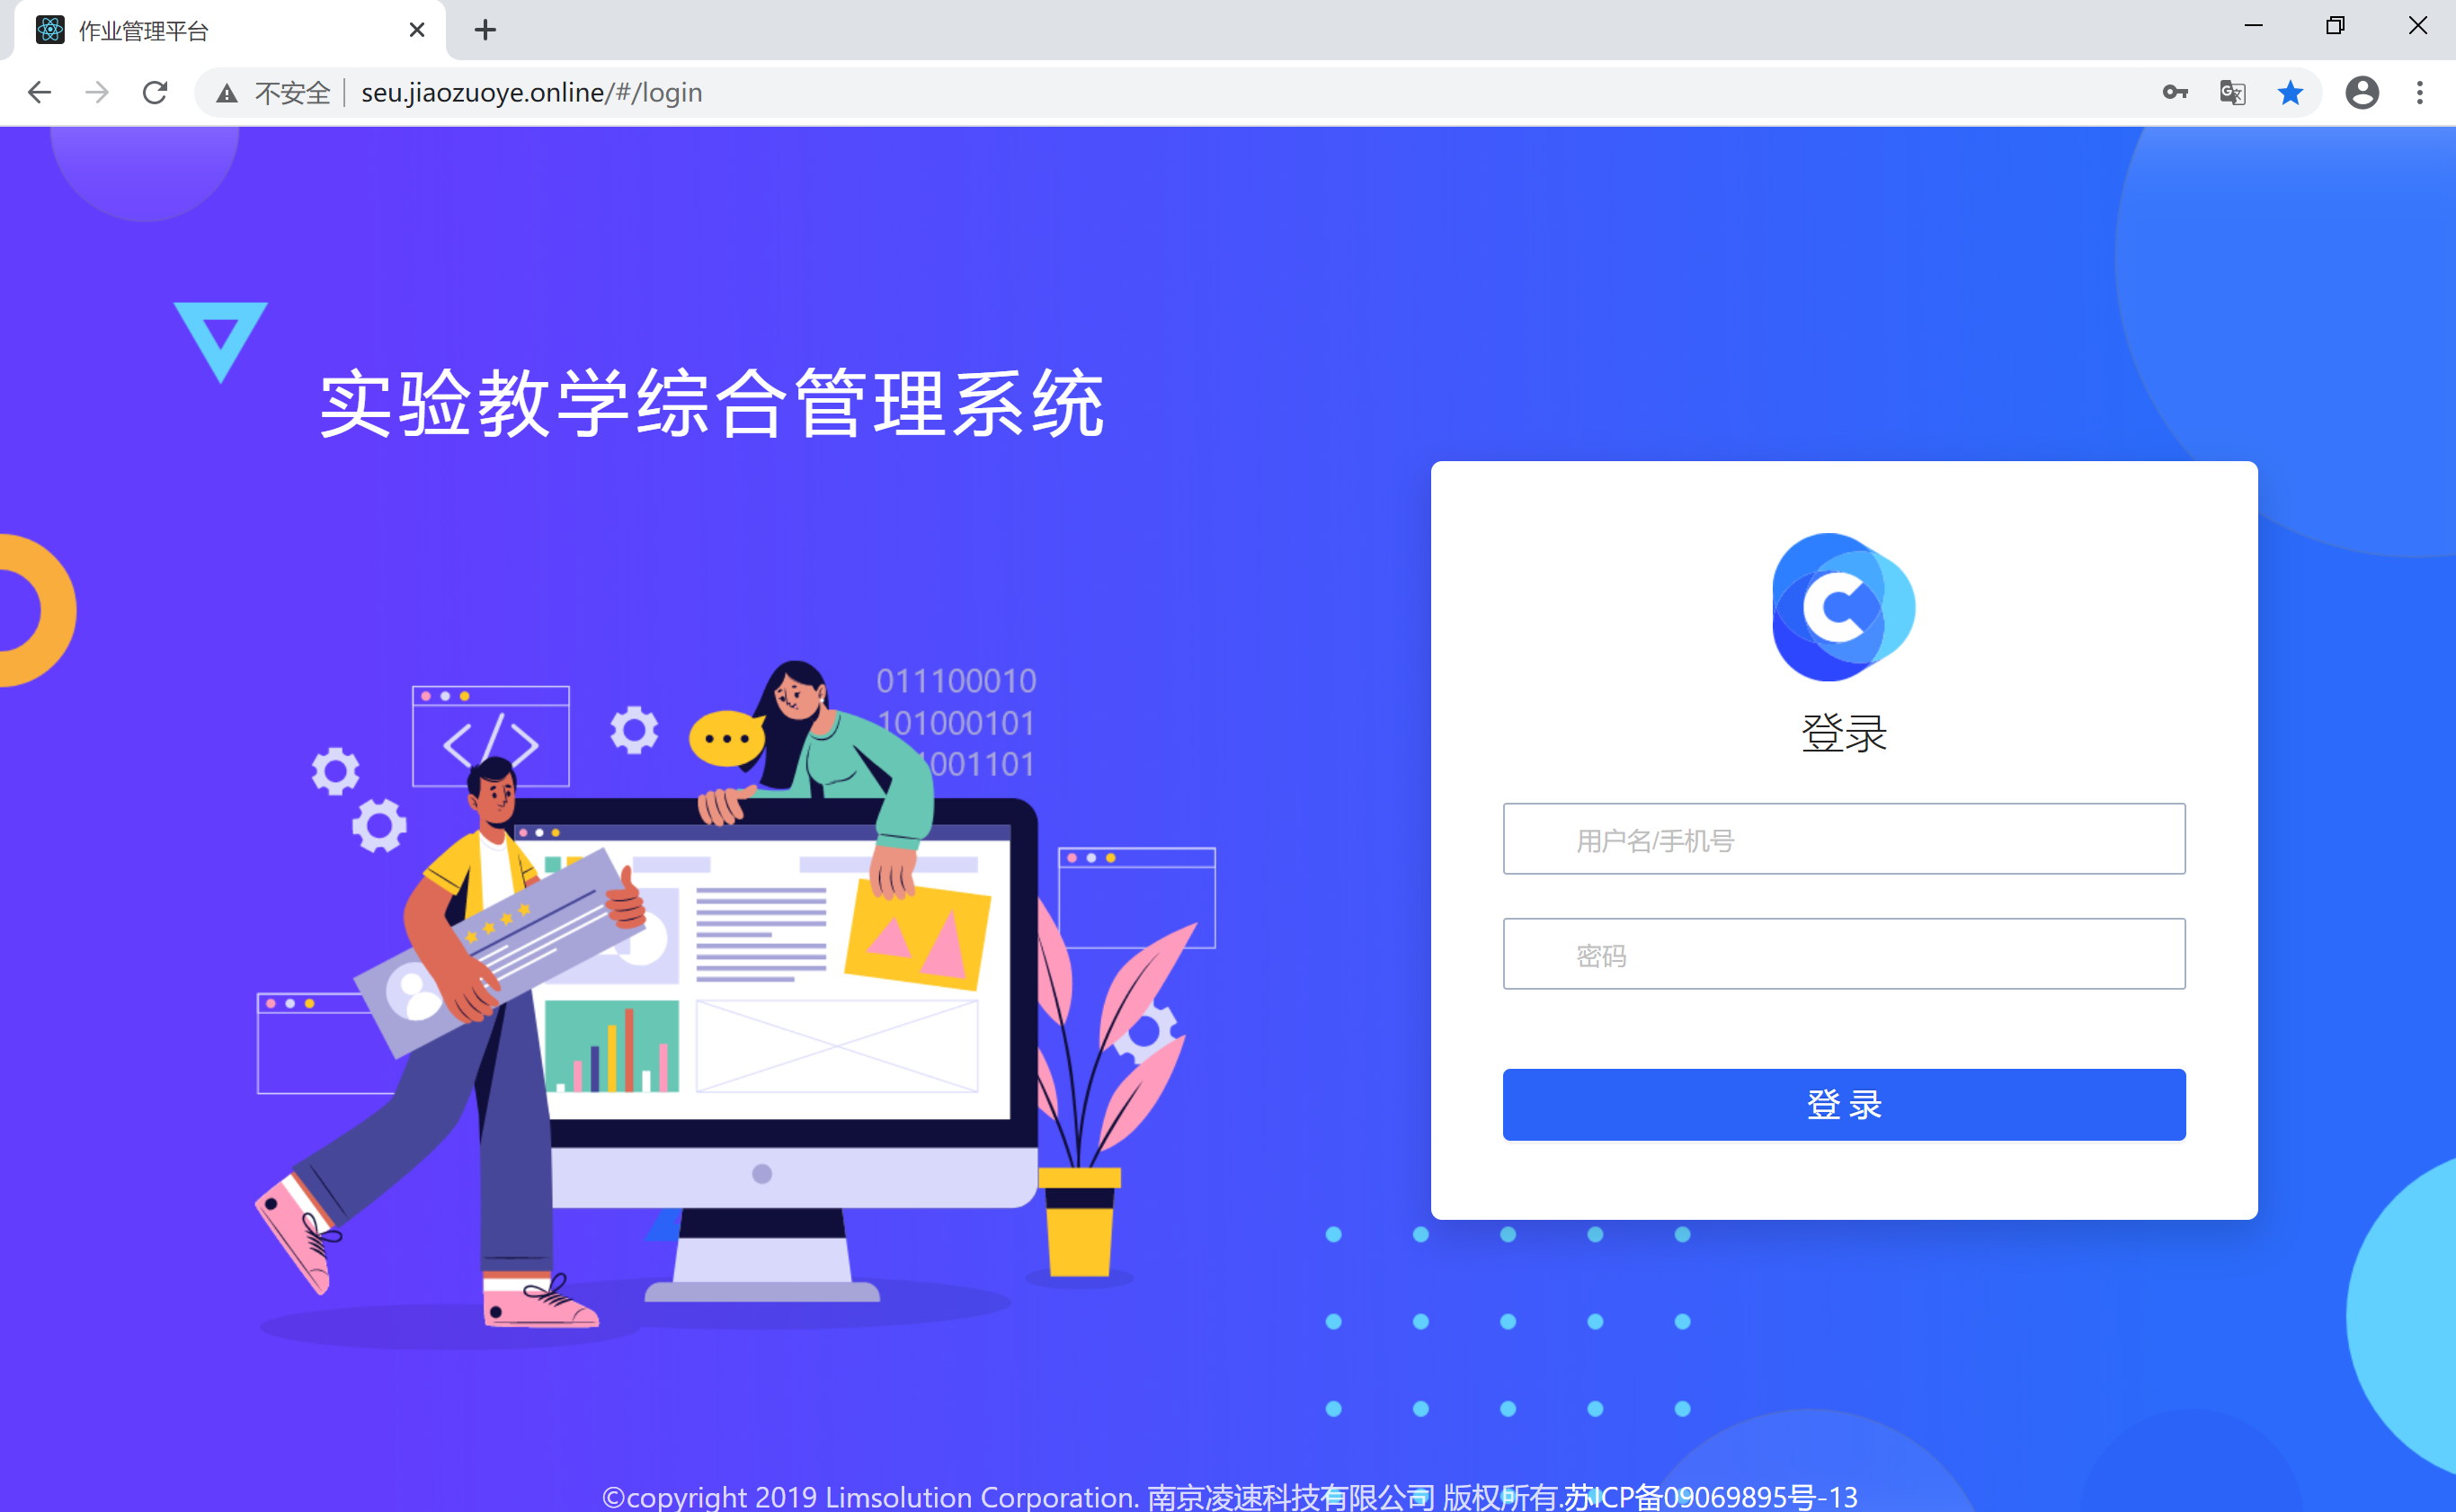 作业管理平台
不安全 seu.jiaozuoye.online/#/login
实验教学综合管理系统
011100010
101000101
001101
登录
用户名/手机号
密码
登 录
©copyright 2019 Limsolution Corporation. 南京凌速科技有限公司 版权所有.苏ICP备09069895号-13